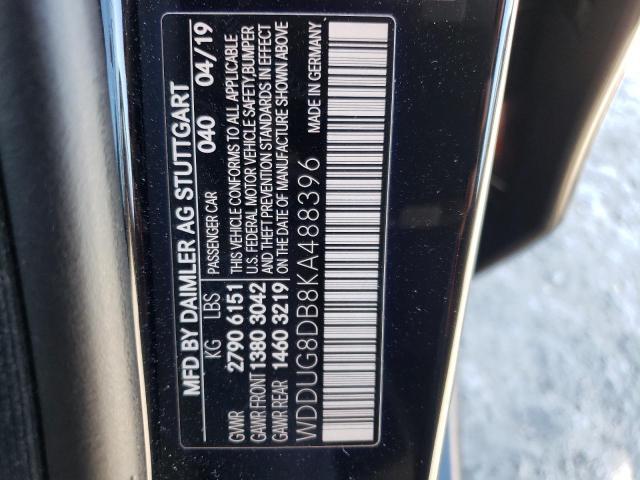 MFD BY DAIMLER AG STUTTGART
PASSENGER CAR 040 04/19
KG LBS
GVWR 2790 6151
GAWR FRONT 1380 3042
GAWR REAR 1460 3219
THIS VEHICLE CONFORMS TO ALL APPLICABLE
U.S. FEDERAL MOTOR VEHICLE SAFETY/BUMPER
AND THEFT PREVENTION STANDARDS IN EFFECT
ON THE DATE OF MANUFACTURE SHOWN ABOVE
WDDUG8DB8KA488396 MADE IN GERMANY